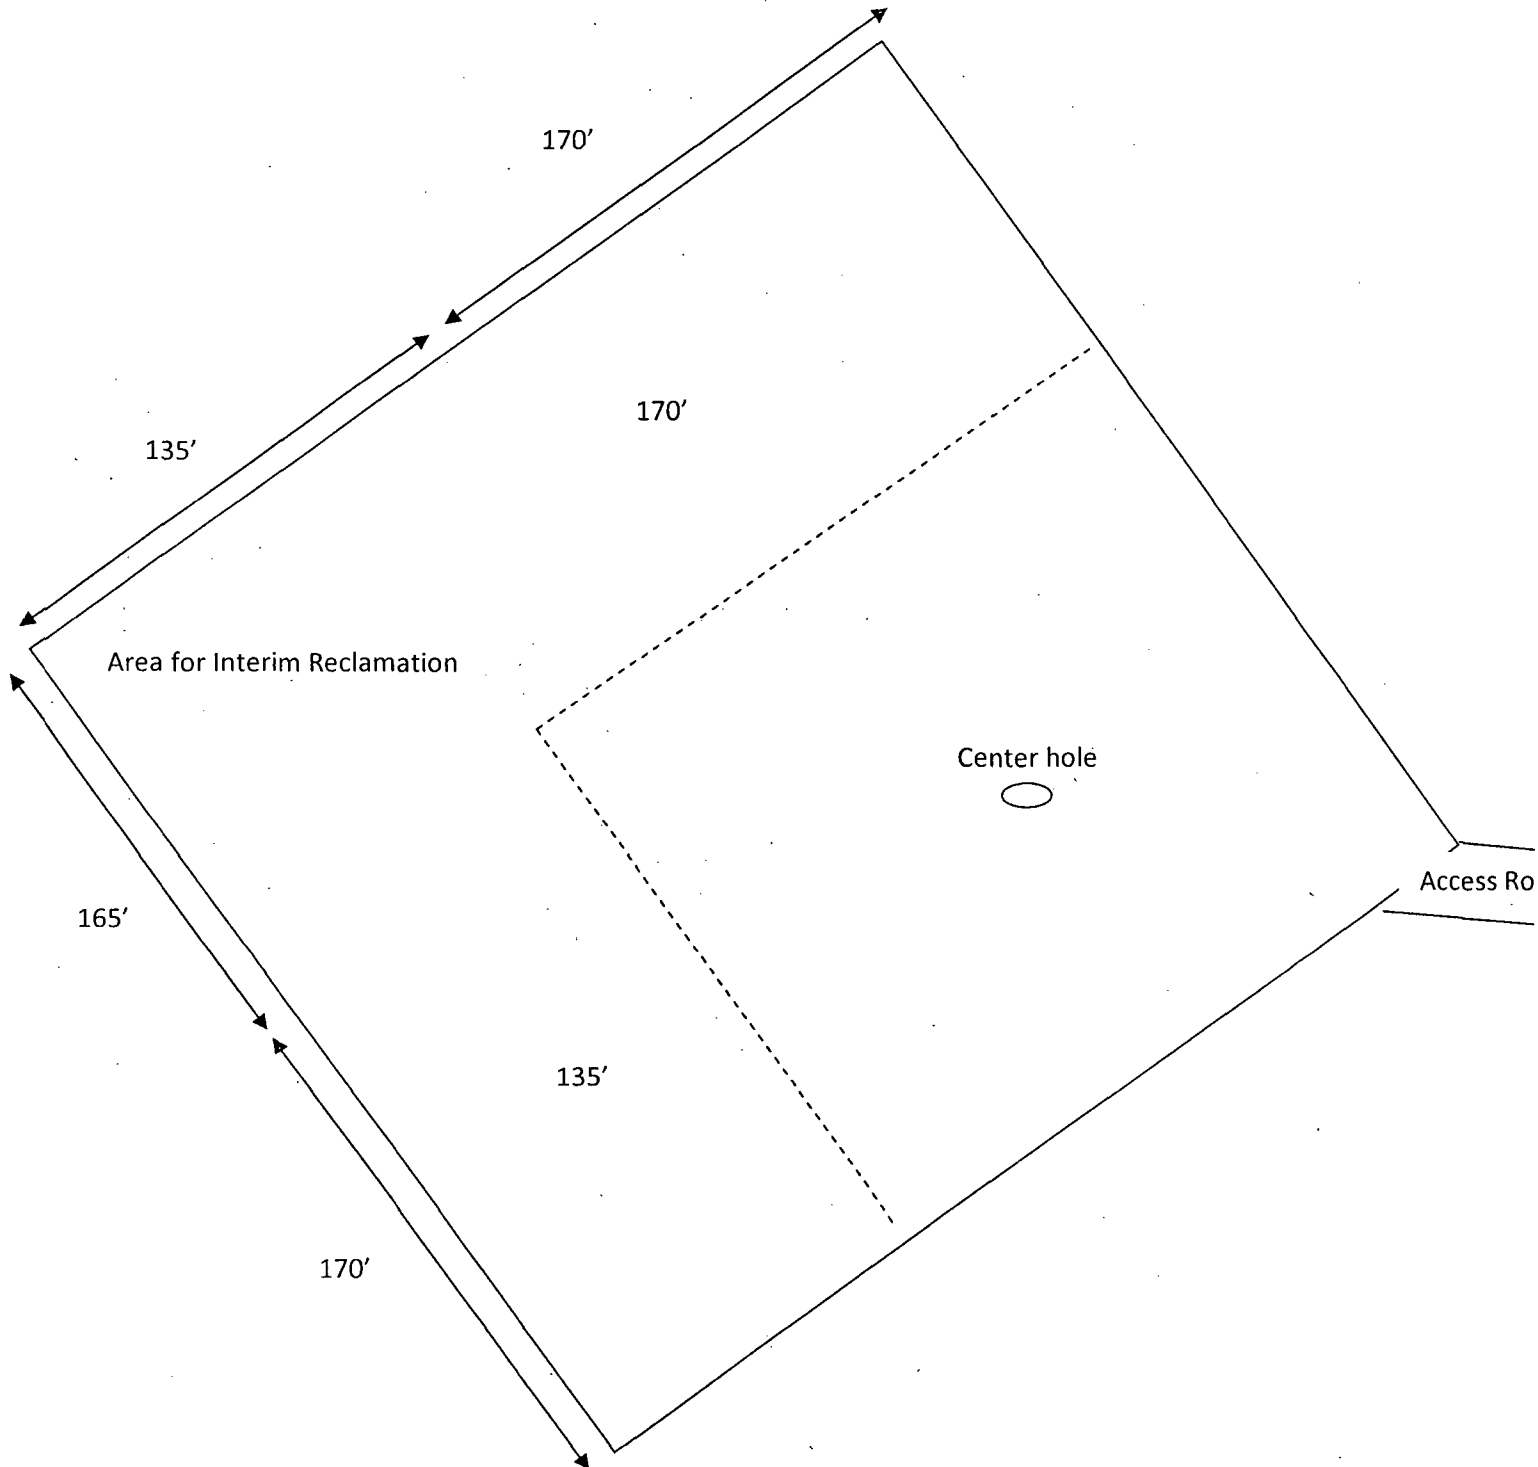 170’
170’
135’
Area for Interim Reclamation
Center hole
Access Ro
165’
135’
170’